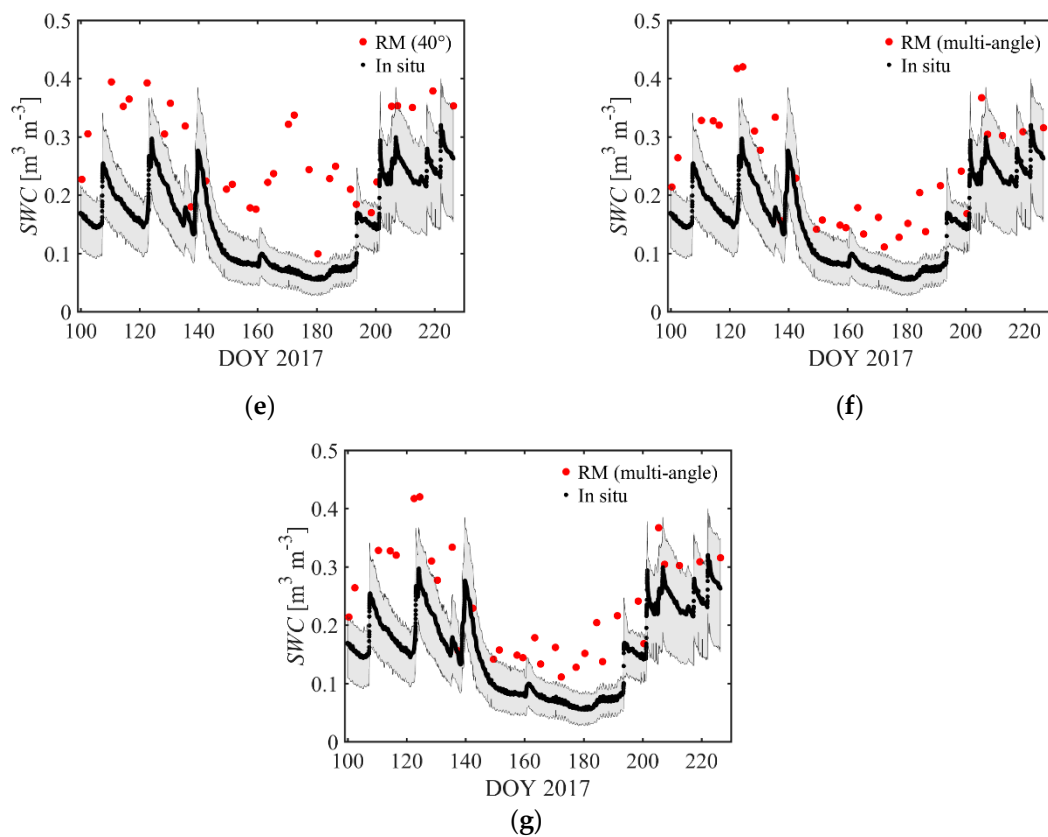 0.5
0.4
0.3
0.2
0.1
0
SWC [m³ m⁻³]
RM (40°)
In situ
100 120 140 160 180 200 220
DOY 2017
(e)
0.5
0.4
0.3
0.2
0.1
0
SWC [m³ m⁻³]
RM (multi-angle)
In situ
100 120 140 160 180 200 220
DOY 2017
(f)
0.5
0.4
0.3
0.2
0.1
0
SWC [m³ m⁻³]
RM (multi-angle)
In situ
100 120 140 160 180 200 220
DOY 2017
(g)